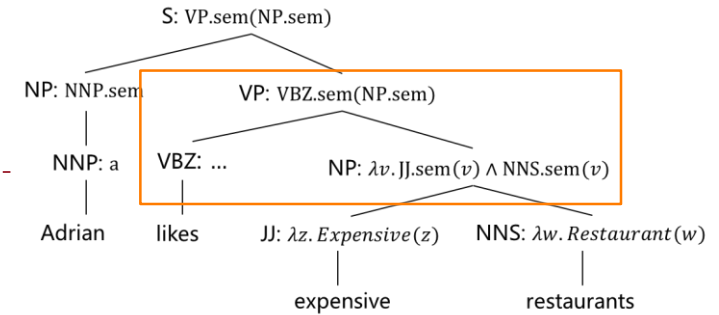 S: VP.sem(NP.sem)
NP: NNP.sem VP: VBZ.sem(NP.sem)
NNP: a VBZ: ... NP: λv.JJ.sem(v) ∧ NNS.sem(v)
Adrian likes JJ: λz.Expensive(z) NNS: λw.Restaurant(w)
expensive restaurants